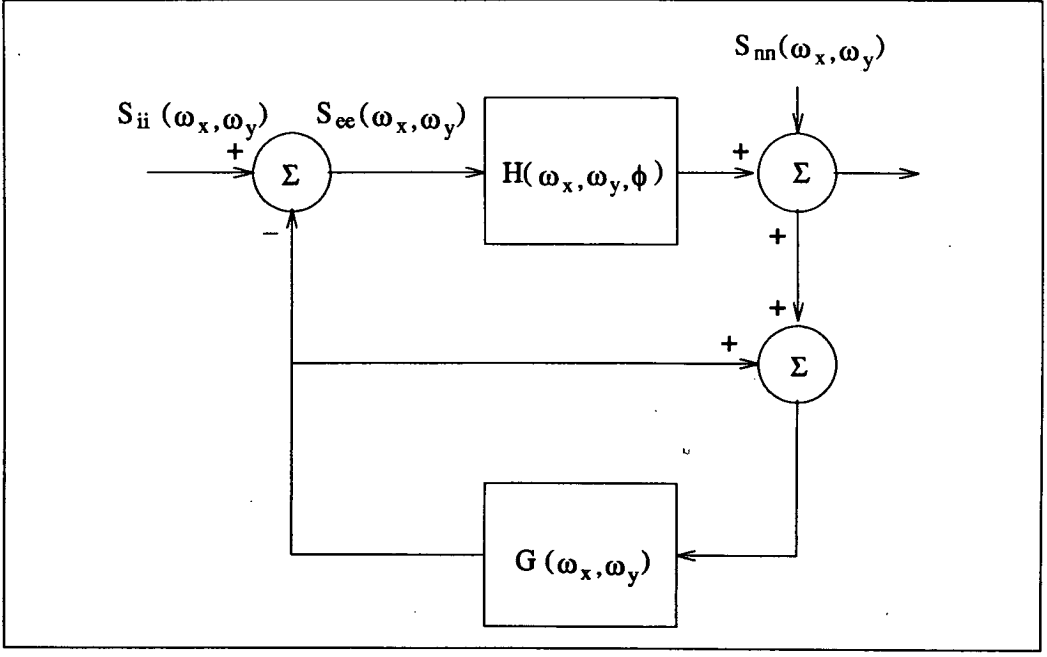 S_nn(ω_x,ω_y)
S_ii (ω_x,ω_y)
S_ee(ω_x,ω_y)
+
Σ
H(ω_x,ω_y,ϕ)
+
Σ
−
+
+
+
Σ
G(ω_x,ω_y)